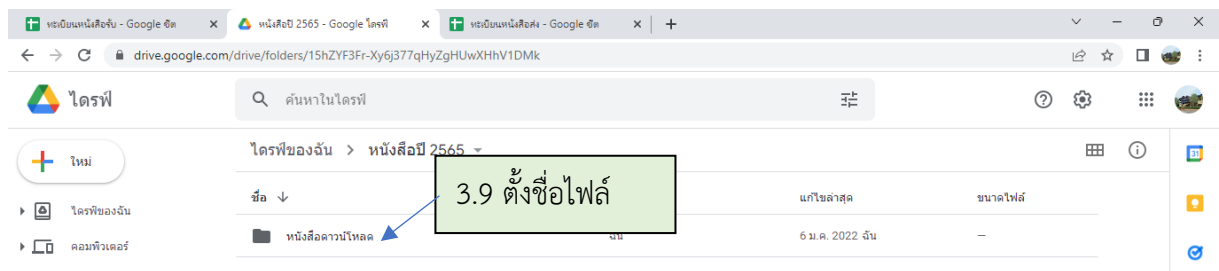 ทะเบียนหนังสือรับ - Google ชีต
หนังสือปี 2565 - Google ไดรฟ์
ทะเบียนหนังสือส่ง - Google ชีต
drive.google.com/drive/folders/15hZYF3Fr-Xy6j377qHyZgHUwXHhV1DMk
ไดรฟ์
ค้นหาในไดรฟ์
ใหม่
ไดรฟ์ของฉัน > หนังสือปี 2565
3.9 ตั้งชื่อไฟล์
ชื่อ
แก้ไขล่าสุด
ขนาดไฟล์
ไดรฟ์ของฉัน
หนังสือดาวน์โหลด
ฉัน
6 ม.ค. 2022 ฉัน
–
คอมพิวเตอร์
31